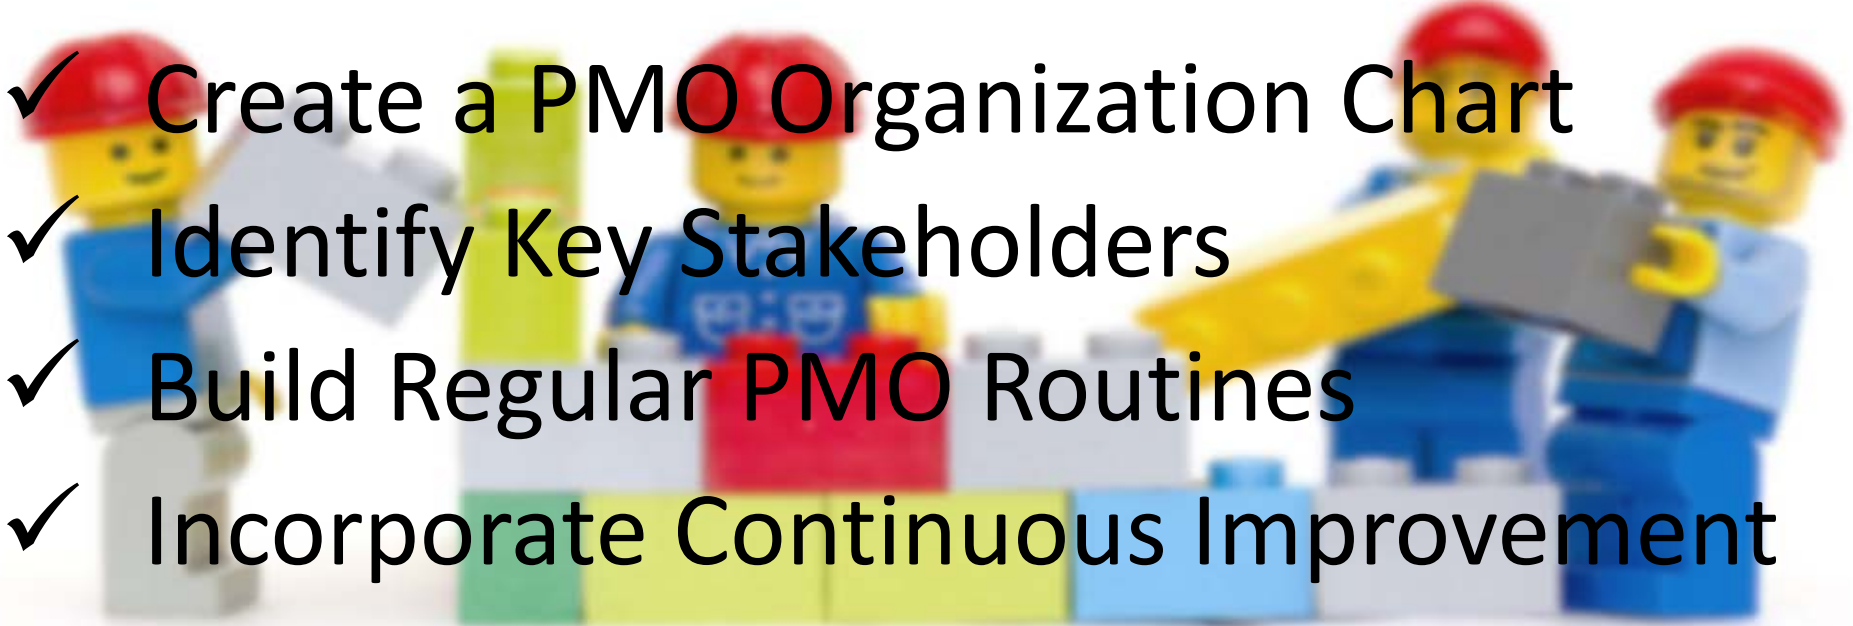 ✓ Create a PMO Organization Chart
✓ Identify Key Stakeholders
✓ Build Regular PMO Routines
✓ Incorporate Continuous Improvement